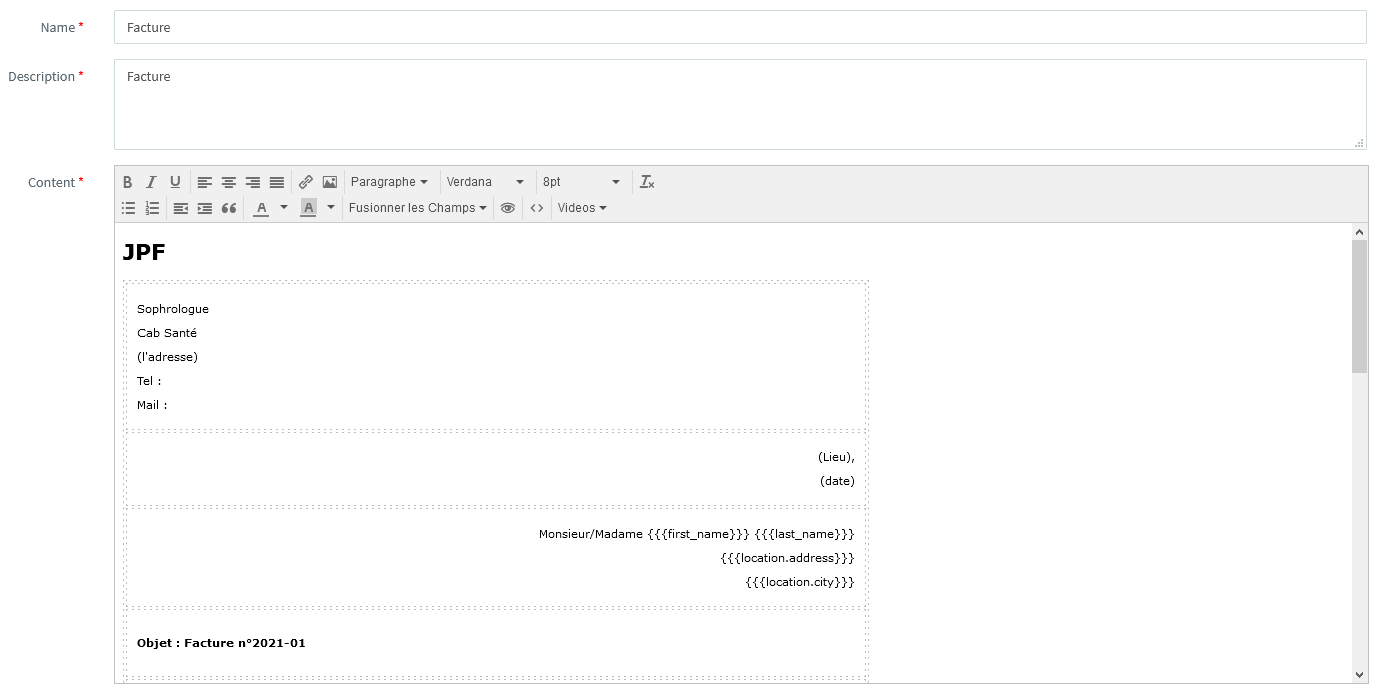 Name *
Facture
Description *
Facture
Content *
B I U Paragraphe Verdana 8pt
A A Fusionner les Champs Videos
JPF
Sophrologue
Cab Santé
(l'adresse)
Tel :
Mail :
(Lieu),
(date)
Monsieur/Madame {{{first_name}}} {{{last_name}}}
{{{location.address}}}
{{{location.city}}}
Objet : Facture n°2021-01